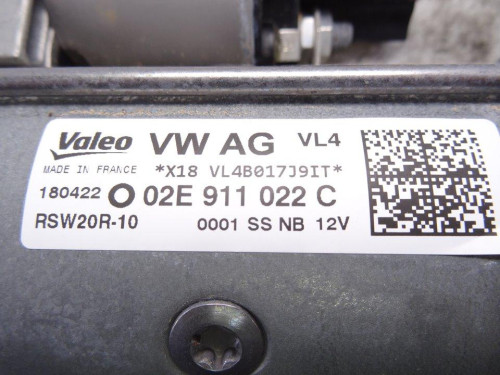 Valeo VW AG VL4
MADE IN FRANCE *X18 VL4B017J9IT*
180422 O 02E 911 022 C
RSW20R-10 0001 SS NB 12V